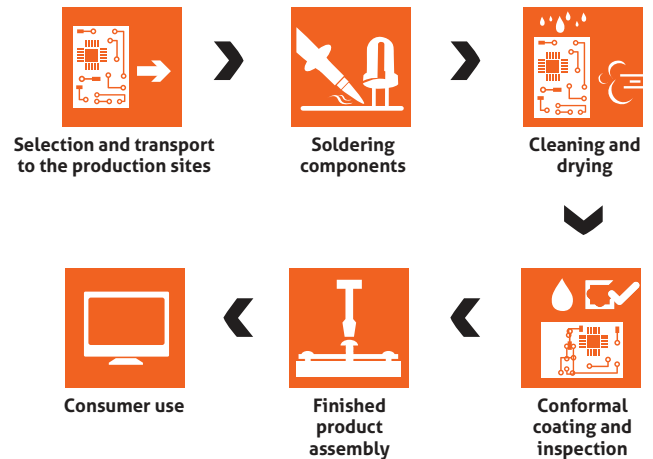 Selection and transport
to the production sites
Soldering
components
Cleaning and
drying
Consumer use
Finished
product
assembly
Conformal
coating and
inspection